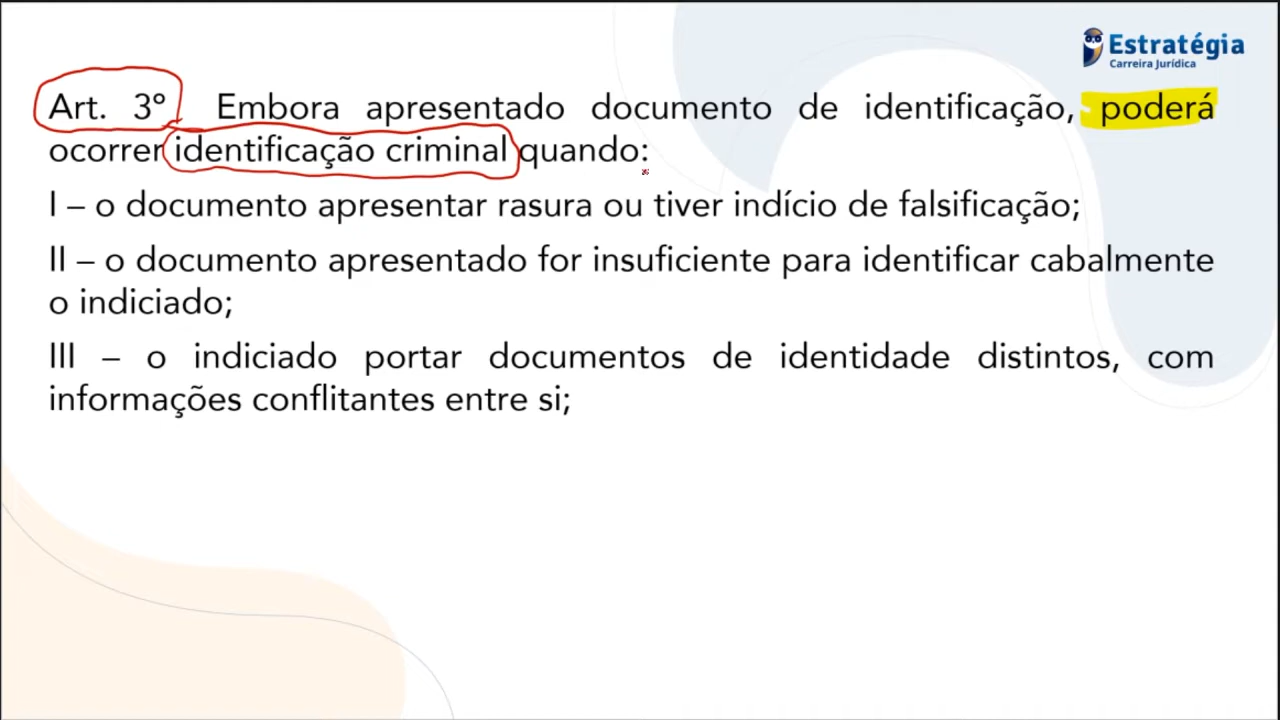 Estratégia
Carreira Jurídica
Art. 3º Embora apresentado documento de identificação, poderá
ocorrer identificação criminal quando:
I – o documento apresentar rasura ou tiver indício de falsificação;
II – o documento apresentado for insuficiente para identificar cabalmente
o indiciado;
III – o indiciado portar documentos de identidade distintos, com
informações conflitantes entre si;